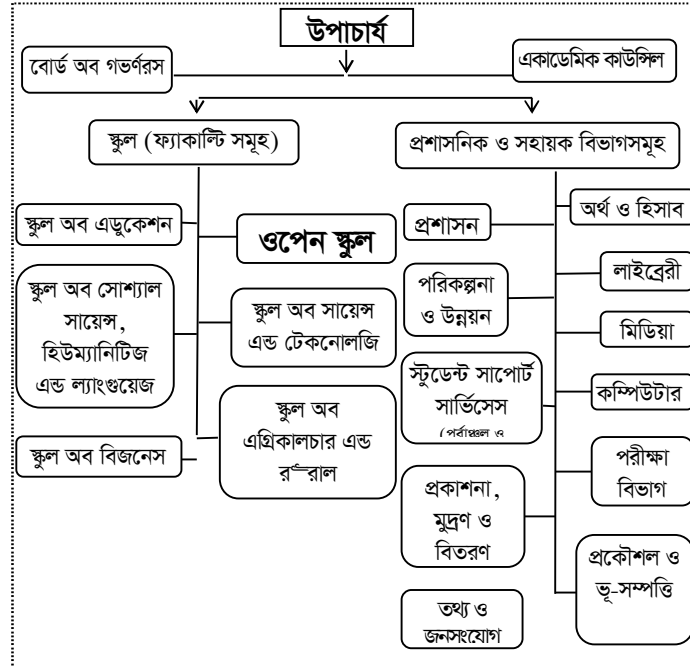 উপাচার্য
বোর্ড অব গভর্ণরস
একাডেমিক কাউন্সিল
স্কুল (ফ্যাকাল্টি সমূহ)
প্রশাসনিক ও সহায়ক বিভাগসমূহ
স্কুল অব এডুকেশন
ওপেন স্কুল
স্কুল অব সোশ্যাল
সায়েন্স,
হিউম্যানিটিজ
এন্ড ল্যাংগুয়েজ
স্কুল অব সায়েন্স
এন্ড টেকনোলজি
স্কুল অব বিজনেস
স্কুল অব
এগ্রিকালচার এন্ড
প্রশাসন
অর্থ ও হিসাব
পরিকল্পনা
ও উন্নয়ন
লাইব্রেরী
মিডিয়া
স্টুডেন্ট সাপোর্ট
সার্ভিসেস
(পর্বাঞ্চল ও
কম্পিউটার
প্রকাশনা,
মুদ্রণ ও
বিতরণ
পরীক্ষা
বিভাগ
প্রকৌশল ও
ভূ-সম্পত্তি
তথ্য ও
জনসংযোগ